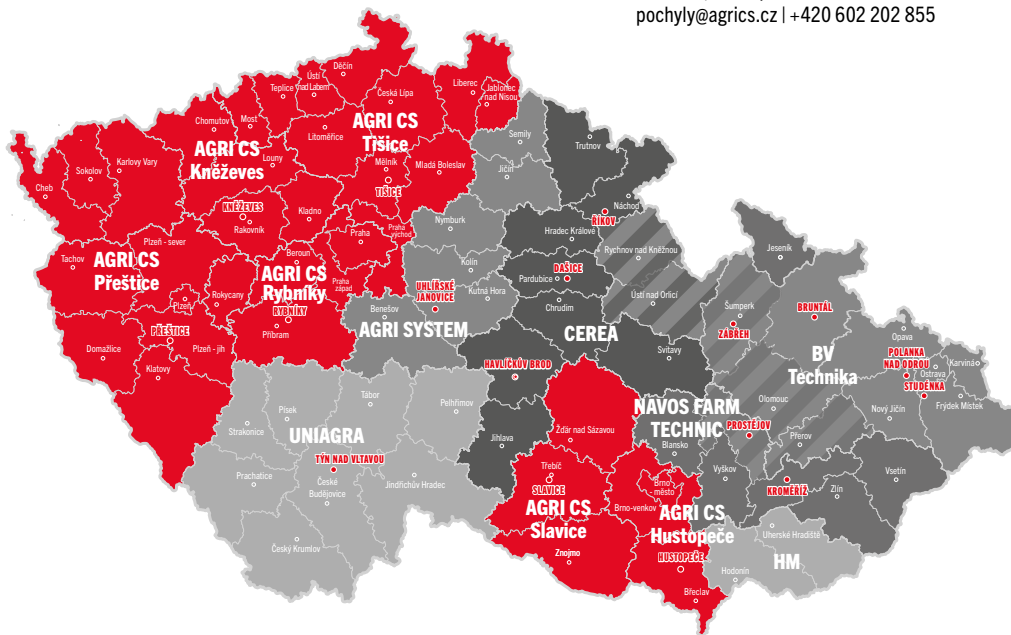 pochyly@agrics.cz | +420 602 202 855
Děčín
Ústí
nad Labem
Teplice
Liberec
Jablonec
nad Nisou
Česká Lípa
Most
Chomutov
Litoměřice
AGRI CS
Tišice
AGRI CS
Kněževes
Louny
Mělník
TIŠICE
Mladá Boleslav
Semily
Jičín
Trutnov
Karlovy Vary
Sokolov
Cheb
KNĚŽEVES
Rakovník
Kladno
Praha
Praha
východ
Praha
západ
Nymburk
Kolín
Kutná Hora
Náchod
ŘÍKOV
Hradec Králové
Rychnov nad Kněžnou
Jeseník
Plzeň - sever
Tachov
AGRI CS
Přeštice
Beroun
AGRI CS
Rybníky
RYBNÍKY
Příbram
Rokycany
Plzeň
PŘEŠTICE
Plzeň - jih
Domažlice
Klatovy
UHLÍŘSKÉ
JANOVICE
Benešov
AGRI SYSTEM
DAŠICE
Pardubice
Chrudim
CEREA
Ústí nad Orlicí
Svitavy
Šumperk
ZÁBŘEH
BRUNTÁL
BV
Technika
Opava
POLANKA
NAD ODROU
Ostrava
Karviná
STUDÉNKA
Frýdek Místek
Nový Jičín
HAVLÍČKŮV BROD
Tábor
Pelhřimov
Písek
Strakonice
UNIAGRA
TÝN NAD VLTAVOU
Prachatice
České
Budějovice
Jindřichův Hradec
Český Krumlov
Jihlava
Žďár nad Sázavou
NAVOS FARM
TECHNIC
Blansko
Olomouc
PROSTĚJOV
Přerov
Vyškov
KROMĚŘÍŽ
Zlín
Vsetín
Třebíč
SLAVICE
AGRI CS
Slavice
Znojmo
Brno-
město
Brno-venkov
AGRI CS
Hustopeče
HUSTOPEČE
Břeclav
Uherské Hradiště
HM
Hodonín